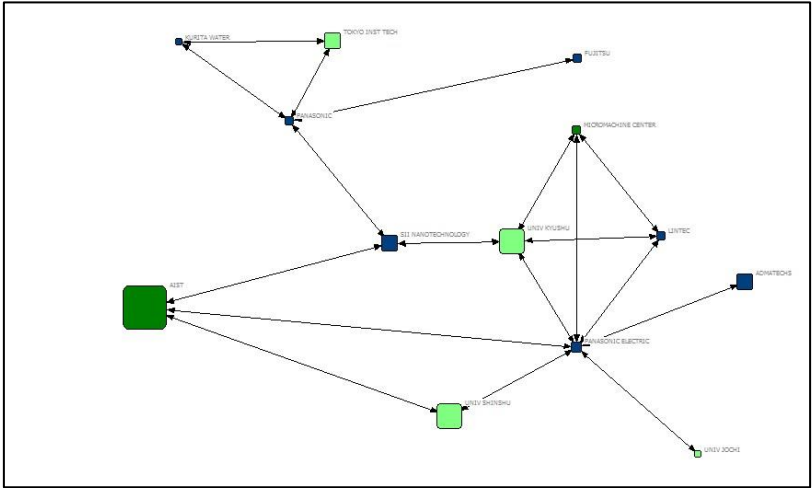 TOKYO INST TECH
KURITA WATER
FUJITSU
PANASONIC
MICROMACHINE CENTER
UNIV KYUSHU
LINTEC
SII NANOTECHNOLOGY
ADMATECHS
AIST
PANASONIC ELECTRIC
UNIV SHINSHU
UNIV JOCHI